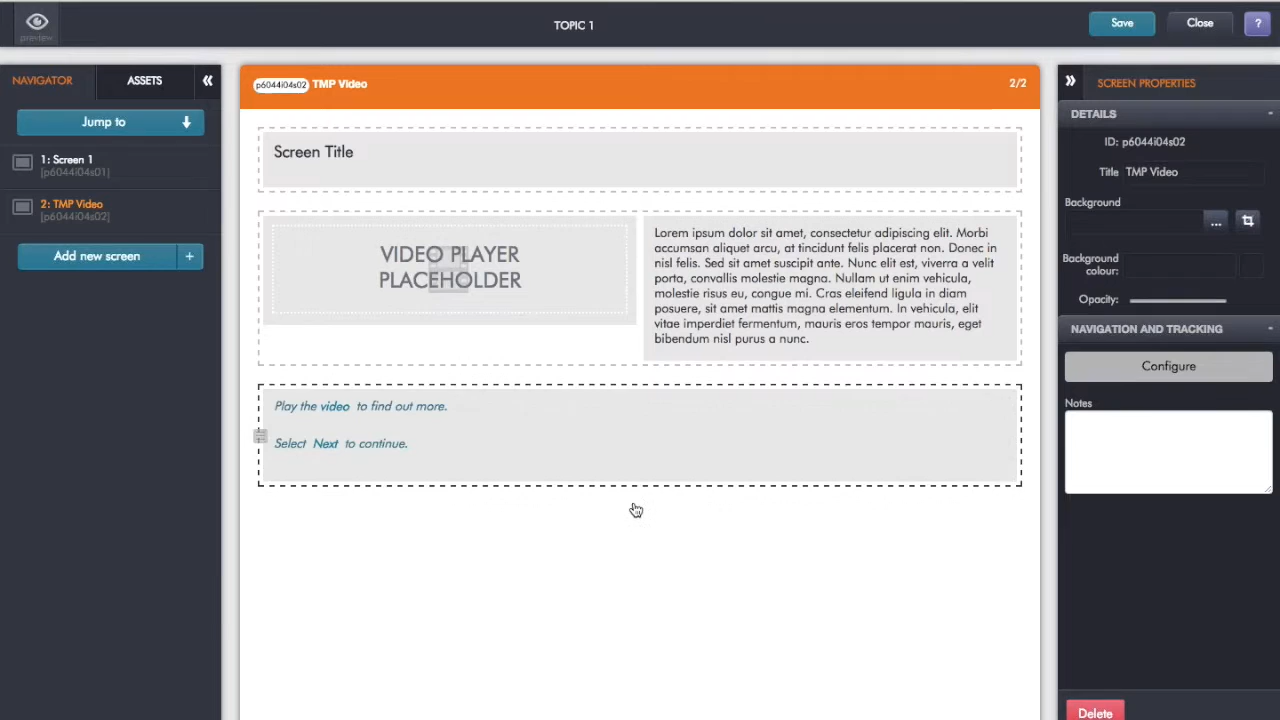 preview
TOPIC 1
Save
Close
?
NAVIGATOR
ASSETS
«
Jump to
1: Screen 1
[p6044i04s01]
2: TMP Video
[p6044i04s02]
Add new screen +
p6044i04s02 TMP Video
2/2
Screen Title
VIDEO PLAYER
PLACEHOLDER
Lorem ipsum dolor sit amet, consectetur adipiscing elit. Morbi
accumsan aliquet arcu, at tincidunt felis placerat non. Donec in
nisl felis. Sed sit amet suscipit ante. Nunc elit est, viverra a velit
porta, convallis molestie magna. Nullam ut enim vehicula,
molestie risus eu, congue mi. Cras eleifend ligula in diam
posuere, sit amet mattis magna elementum. In vehicula, elit
vitae imperdiet fermentum, mauris eros tempor mauris, eget
bibendum nisl purus a nunc.
Play the video to find out more.
Select Next to continue.
» SCREEN PROPERTIES
DETAILS -
ID: p6044i04s02
Title TMP Video
Background
...
Background
colour:
Opacity:
NAVIGATION AND TRACKING -
Configure
Notes
Delete